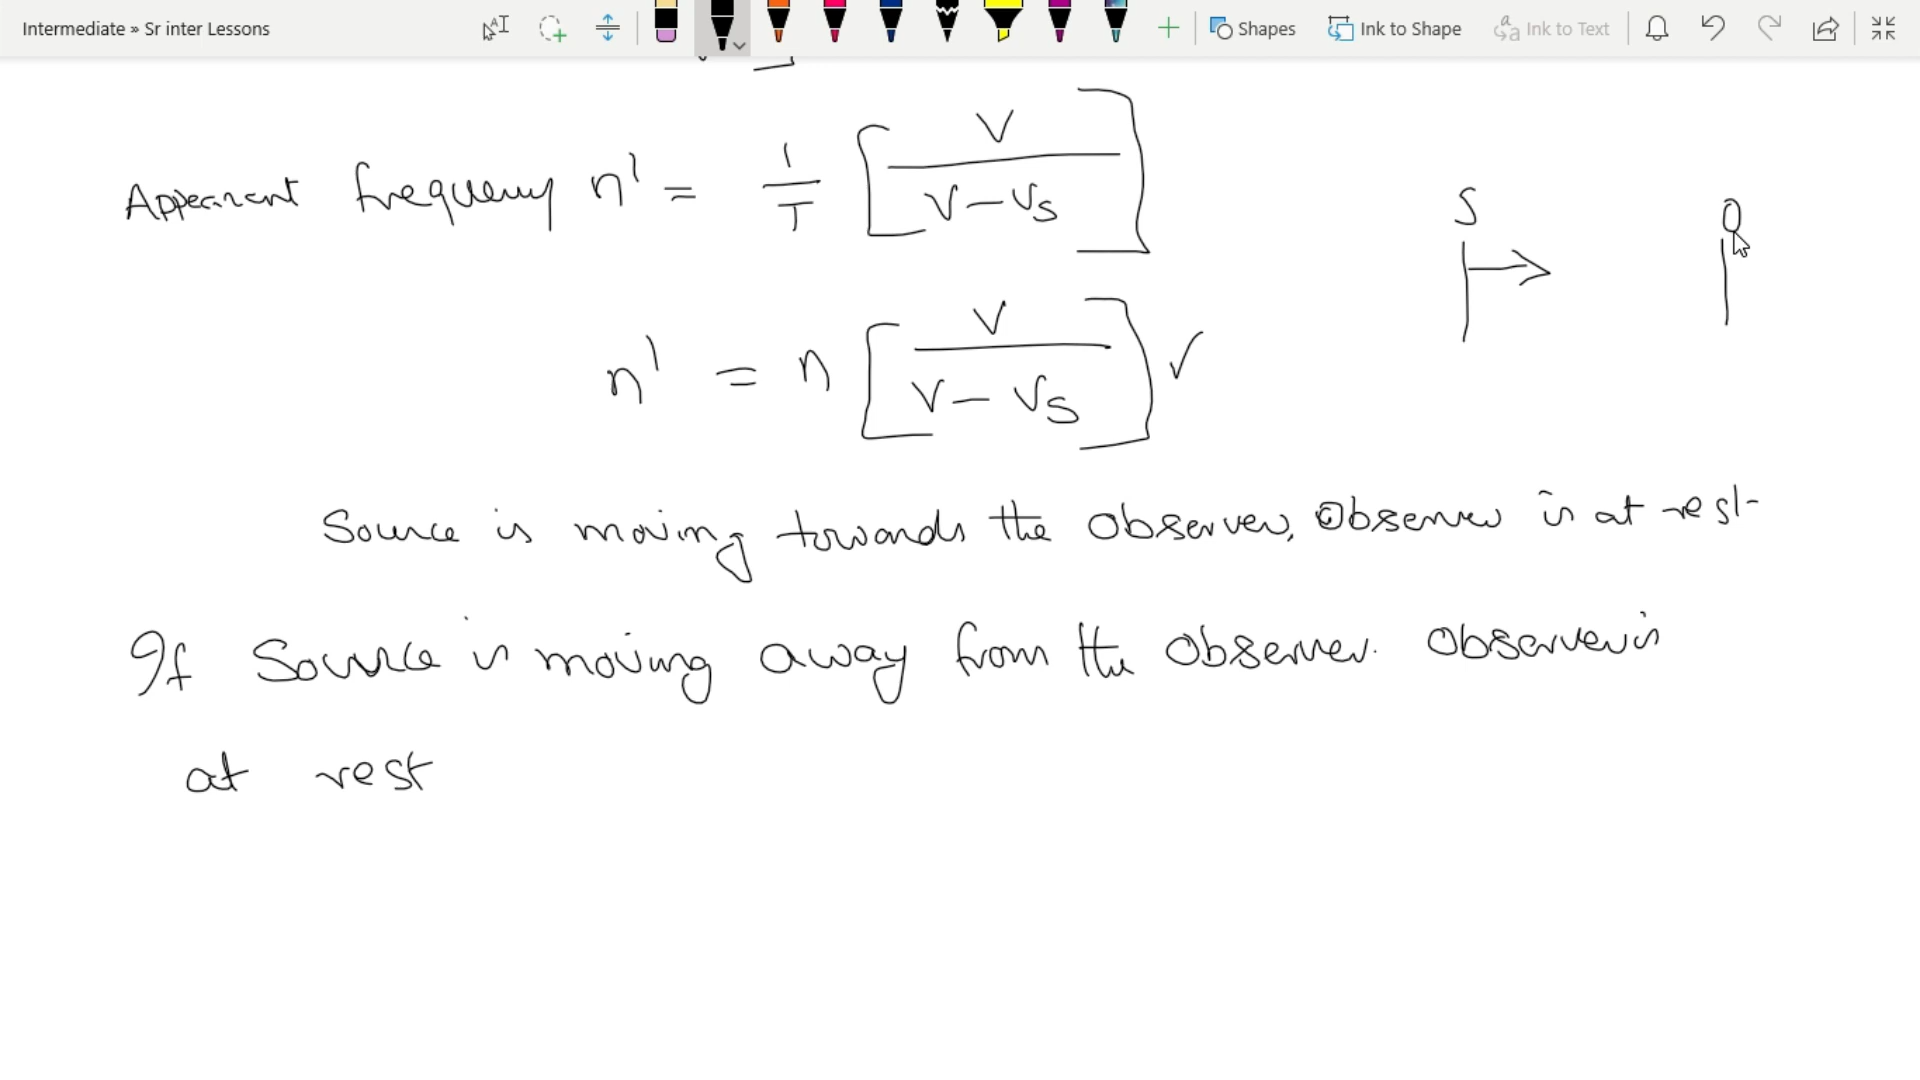 Intermediate » Sr inter Lessons
Shapes
Ink to Shape
Ink to Text
Apparent frequency n' = 1/T [V / V - Vs]
S O
n' = n [V / V - Vs] ✓
Source is moving towards the observer, Observer is at rest
If Source is moving away from the observer. Observer is
at rest